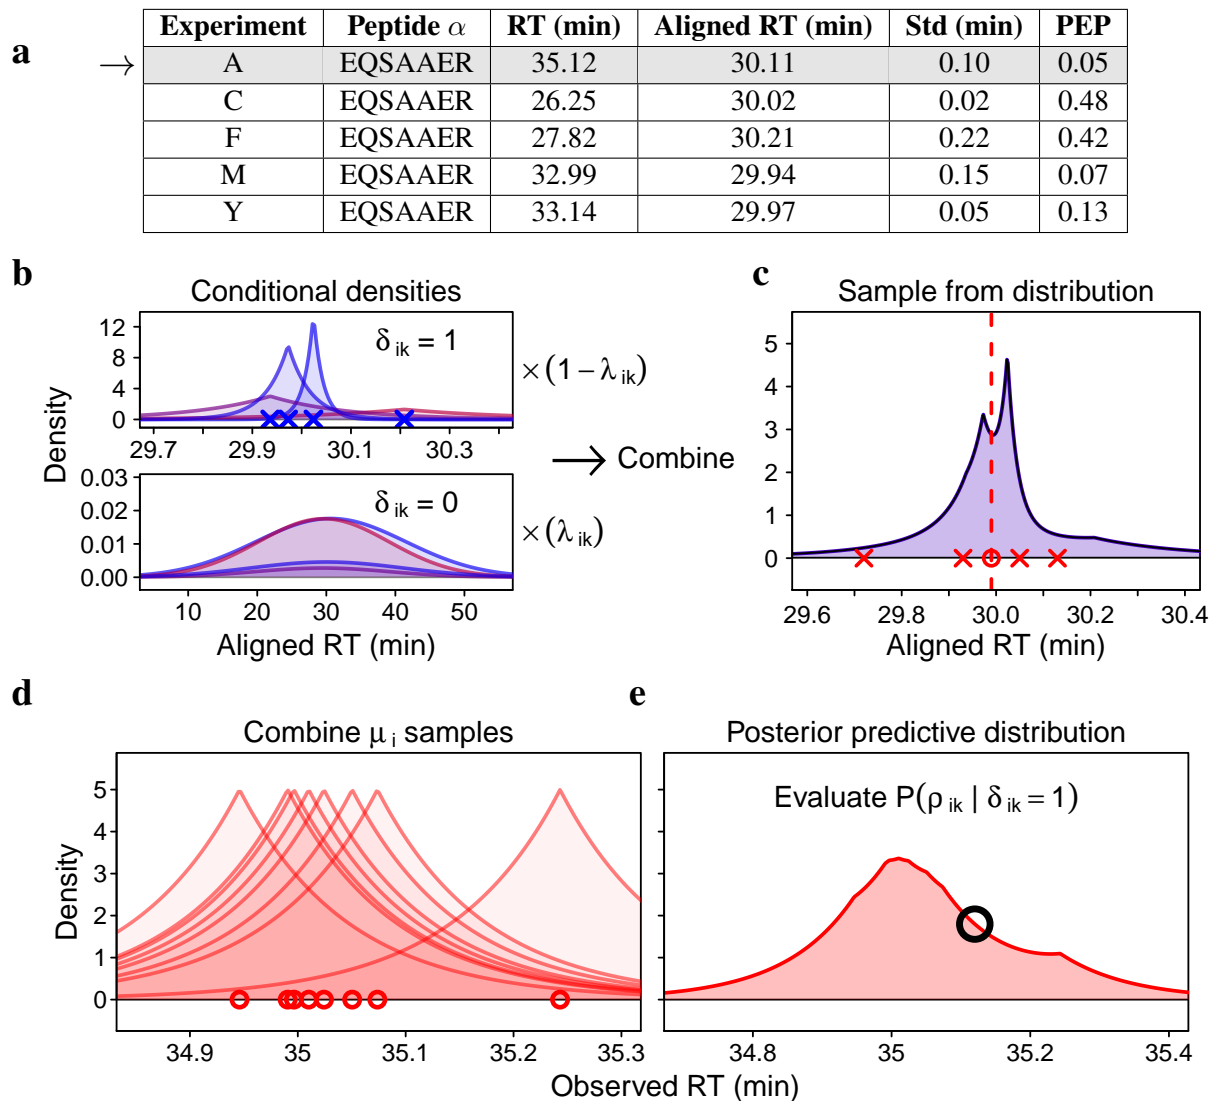 a
Experiment Peptide α RT (min) Aligned RT (min) Std (min) PEP
→ A EQSAAER 35.12 30.11 0.10 0.05
C EQSAAER 26.25 30.02 0.02 0.48
F EQSAAER 27.82 30.21 0.22 0.42
M EQSAAER 32.99 29.94 0.15 0.07
Y EQSAAER 33.14 29.97 0.05 0.13
b
Conditional densities
12
8
4
0
δ ik = 1
×(1 − λ ik)
29.7 29.9 30.1 30.3
Density
0.03
0.02
0.01
0.00
δ ik = 0
×(λ ik)
10 20 30 40 50
Aligned RT (min)
→ Combine
c
Sample from distribution
5
4
3
2
1
0
29.6 29.8 30.0 30.2 30.4
Aligned RT (min)
d
Combine μ i samples
Density
5
4
3
2
1
0
34.9 35 35.1 35.2 35.3
e
Posterior predictive distribution
Evaluate P(ρ ik | δ ik = 1)
34.8 35 35.2 35.4
Observed RT (min)